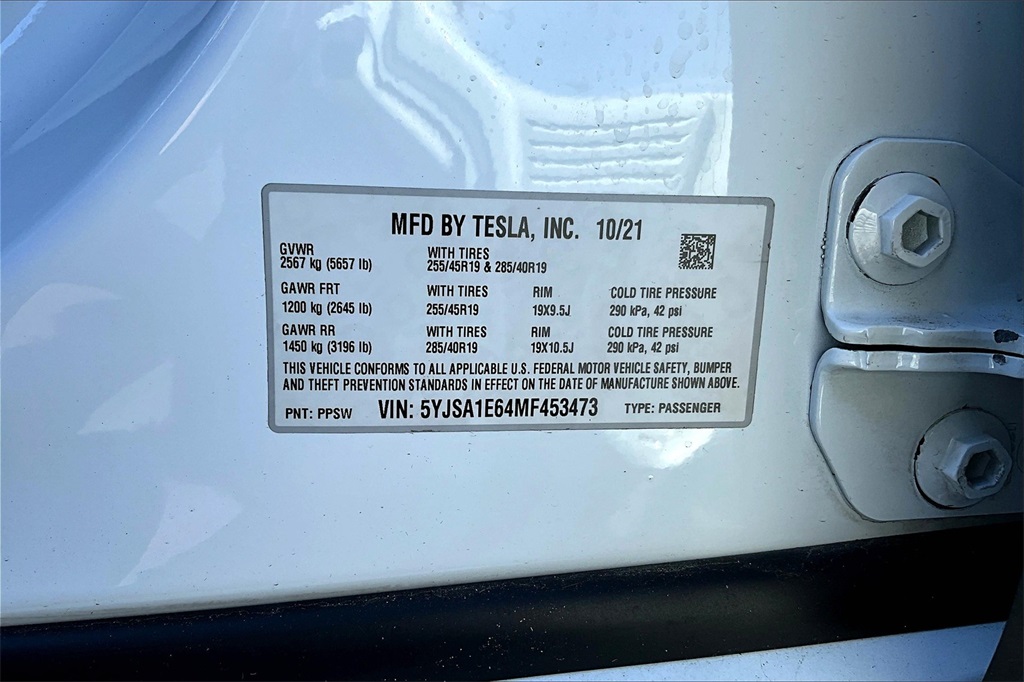 MFD BY TESLA, INC. 10/21
GVWR WITH TIRES
2567 kg (5657 lb) 255/45R19 & 285/40R19
GAWR FRT WITH TIRES RIM COLD TIRE PRESSURE
1200 kg (2645 lb) 255/45R19 19X9.5J 290 kPa, 42 psi
GAWR RR WITH TIRES RIM COLD TIRE PRESSURE
1450 kg (3196 lb) 285/40R19 19X10.5J 290 kPa, 42 psi
THIS VEHICLE CONFORMS TO ALL APPLICABLE U.S. FEDERAL MOTOR VEHICLE SAFETY, BUMPER
AND THEFT PREVENTION STANDARDS IN EFFECT ON THE DATE OF MANUFACTURE SHOWN ABOVE.
PNT: PPSW VIN: 5YJSA1E64MF453473 TYPE: PASSENGER